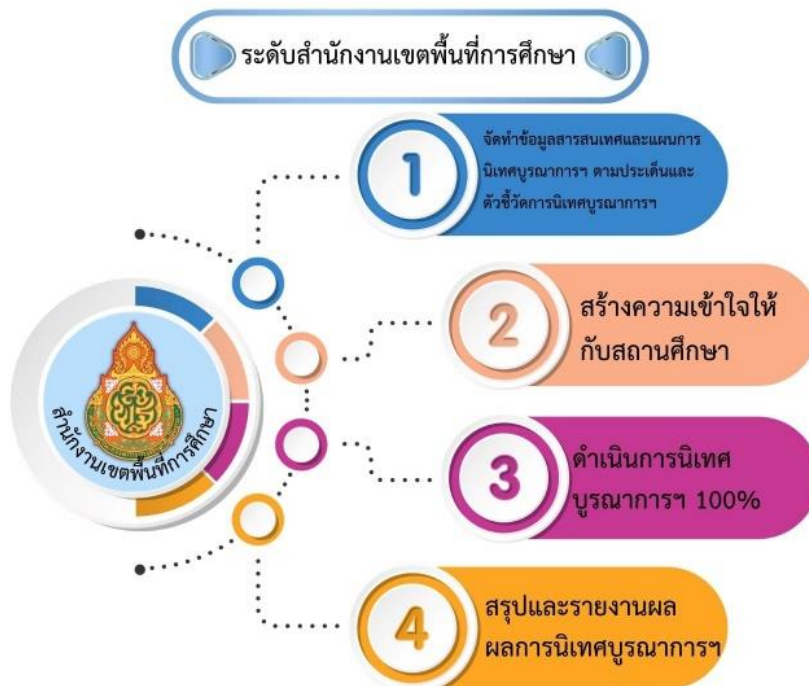 ระดับสำนักงานเขตพื้นที่การศึกษา
1
จัดทำข้อมูลสารสนเทศและแผนการ
นิเทศบูรณาการฯ ตามประเด็นและ
ตัวชี้วัดการนิเทศบูรณาการฯ
2
สร้างความเข้าใจให้
กับสถานศึกษา
สำนักงานเขตพื้นที่การศึกษา
3
ดำเนินการนิเทศ
บูรณาการฯ 100%
4
สรุปและรายงานผล
ผลการนิเทศบูรณาการฯ